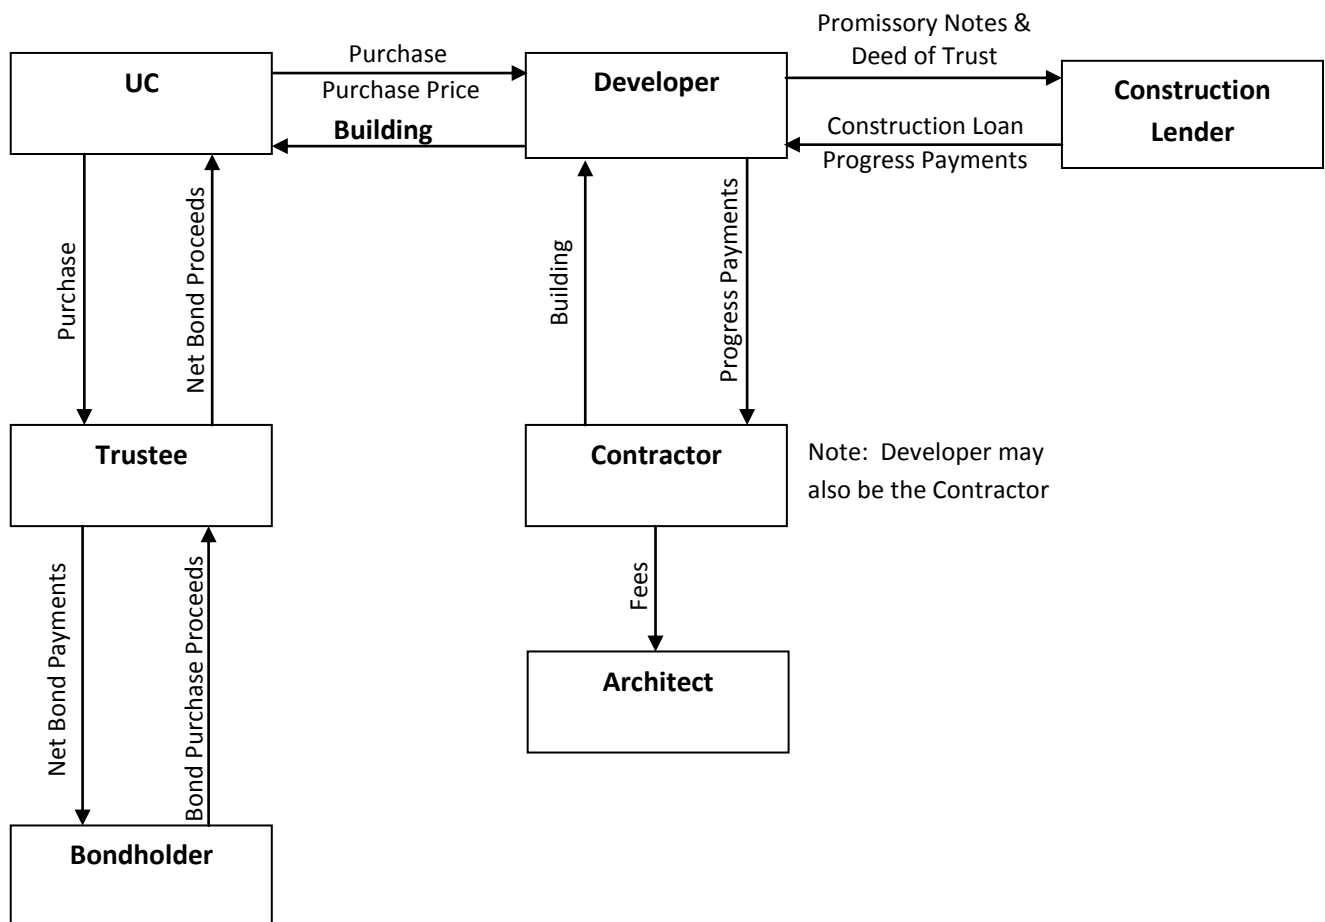 Promissory Notes &
Deed of Trust
UC
Purchase
Purchase Price
Building
Developer
Construction Loan
Progress Payments
Construction
Lender
Purchase
Net Bond Proceeds
Building
Progress Payments
Trustee
Contractor
Note: Developer may
also be the Contractor
Net Bond Payments
Bond Purchase Proceeds
Fees
Architect
Bondholder